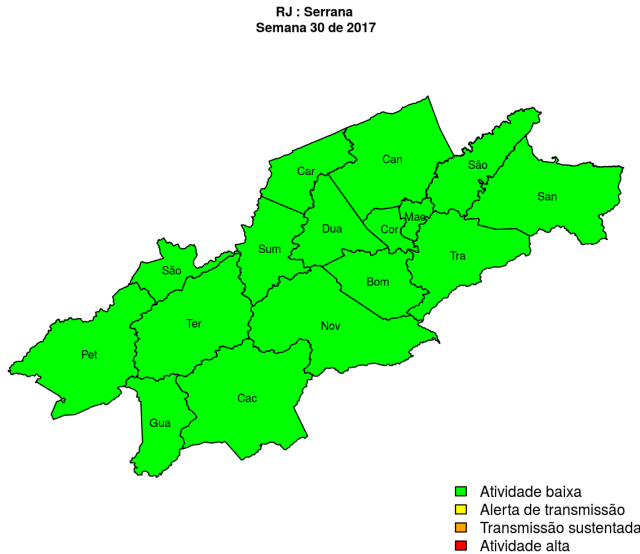 RJ : Serrana
Semana 30 de 2017
Can
São
Car
San
Mac
Dua
Cor
Sum
Tra
São
Bom
Ter
Nov
Pet
Cac
Gua
Atividade baixa
Alerta de transmissão
Transmissão sustentada
Atividade alta